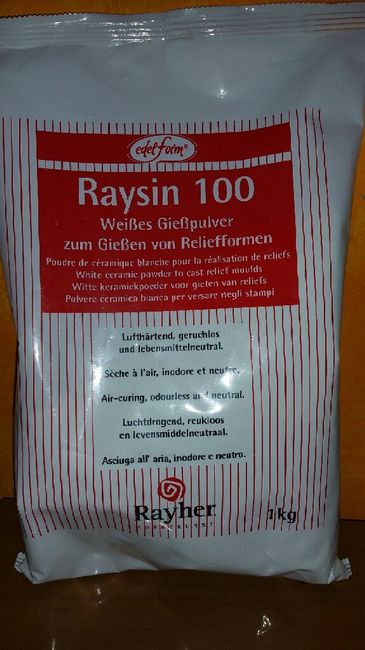 edelform®
Raysin 100
Weißes Gießpulver
zum Gießen von Reliefformen
Poudre de céramique blanche pour la réalisation de reliefs
White ceramic powder to cast relief moulds
Witte keramiekpoeder voor gieten van reliefs
Polvere ceramica bianca per versare negli stampi
Lufthärtend, geruchlos
und lebensmittelneutral.
Sèche à l'air, inodore et neutre.
Air-curing, odourless and neutral.
Luchtdrogend, reukloos
en levensmiddelneutraal.
Asciuga all' aria, inodore e neutro.
Rayher
1kg